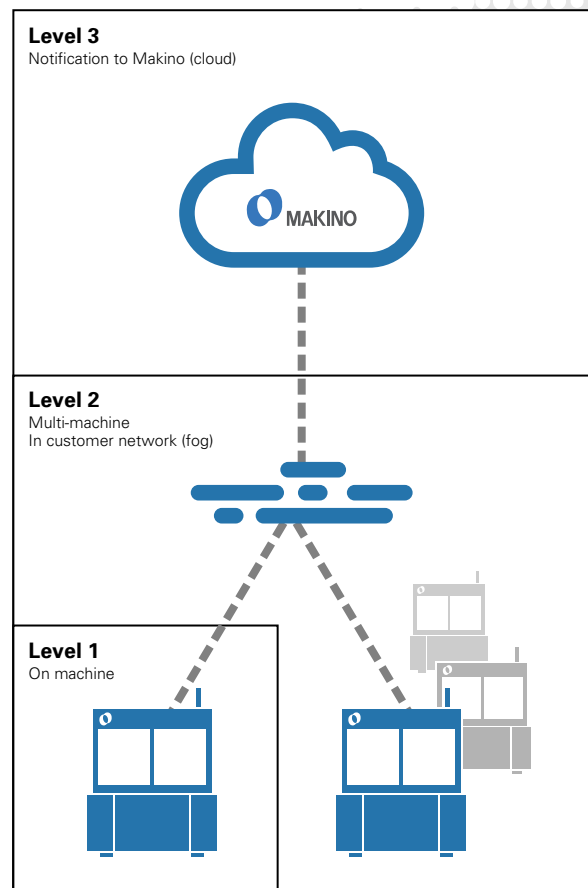 Level 3
Notification to Makino (cloud)
MAKINO
Level 2
Multi-machine
In customer network (fog)
Level 1
On machine